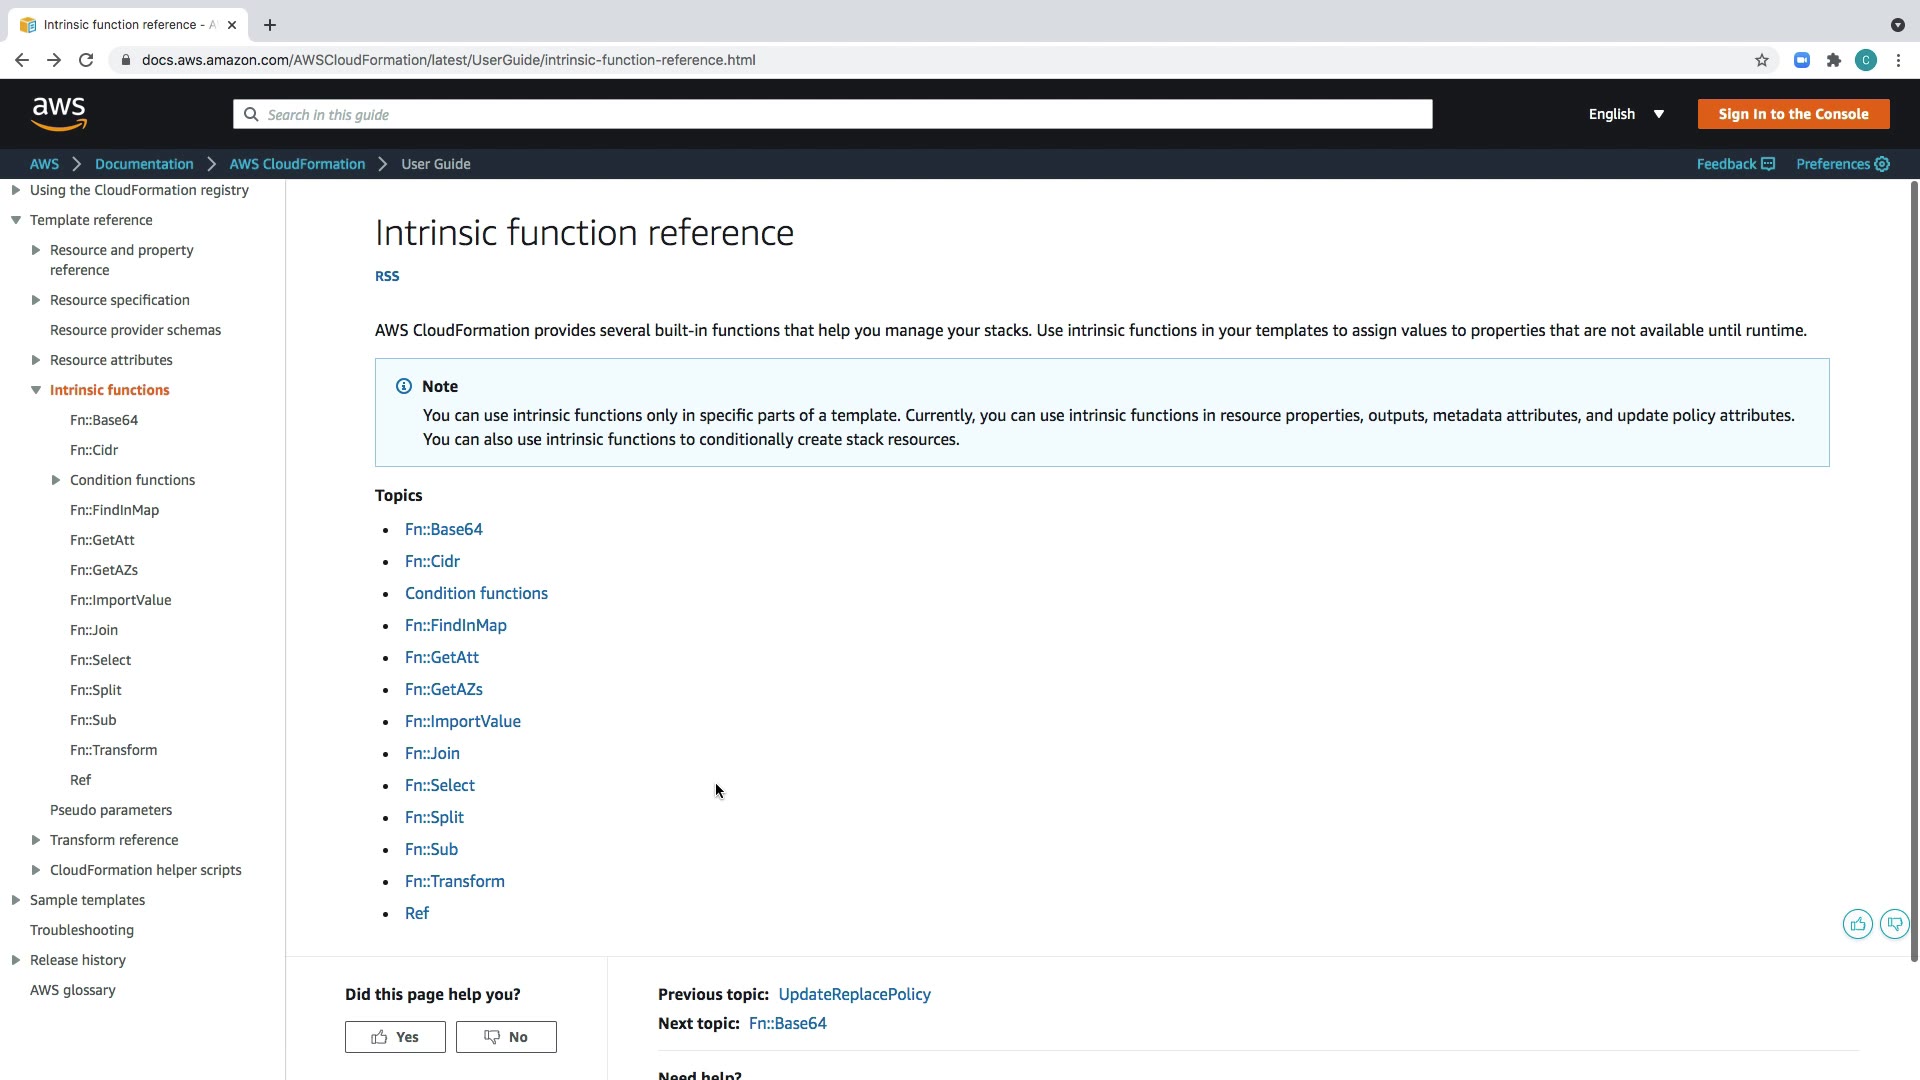 Intrinsic function reference - A
docs.aws.amazon.com/AWSCloudFormation/latest/UserGuide/intrinsic-function-reference.html
C
aws
Search in this guide
English
Sign In to the Console
AWS
Documentation
AWS CloudFormation
User Guide
Feedback
Preferences
Using the CloudFormation registry
Template reference
Resource and property
reference
Resource specification
Resource provider schemas
Resource attributes
Intrinsic functions
Fn::Base64
Fn::Cidr
Condition functions
Fn::FindInMap
Fn::GetAtt
Fn::GetAZs
Fn::ImportValue
Fn::Join
Fn::Select
Fn::Split
Fn::Sub
Fn::Transform
Ref
Pseudo parameters
Transform reference
CloudFormation helper scripts
Sample templates
Troubleshooting
Release history
AWS glossary
Intrinsic function reference
RSS
AWS CloudFormation provides several built-in functions that help you manage your stacks. Use intrinsic functions in your templates to assign values to properties that are not available until runtime.
Note
You can use intrinsic functions only in specific parts of a template. Currently, you can use intrinsic functions in resource properties, outputs, metadata attributes, and update policy attributes.
You can also use intrinsic functions to conditionally create stack resources.
Topics
Fn::Base64
Fn::Cidr
Condition functions
Fn::FindInMap
Fn::GetAtt
Fn::GetAZs
Fn::ImportValue
Fn::Join
Fn::Select
Fn::Split
Fn::Sub
Fn::Transform
Ref
Did this page help you?
Yes
No
Previous topic: UpdateReplacePolicy
Next topic: Fn::Base64
Need help?